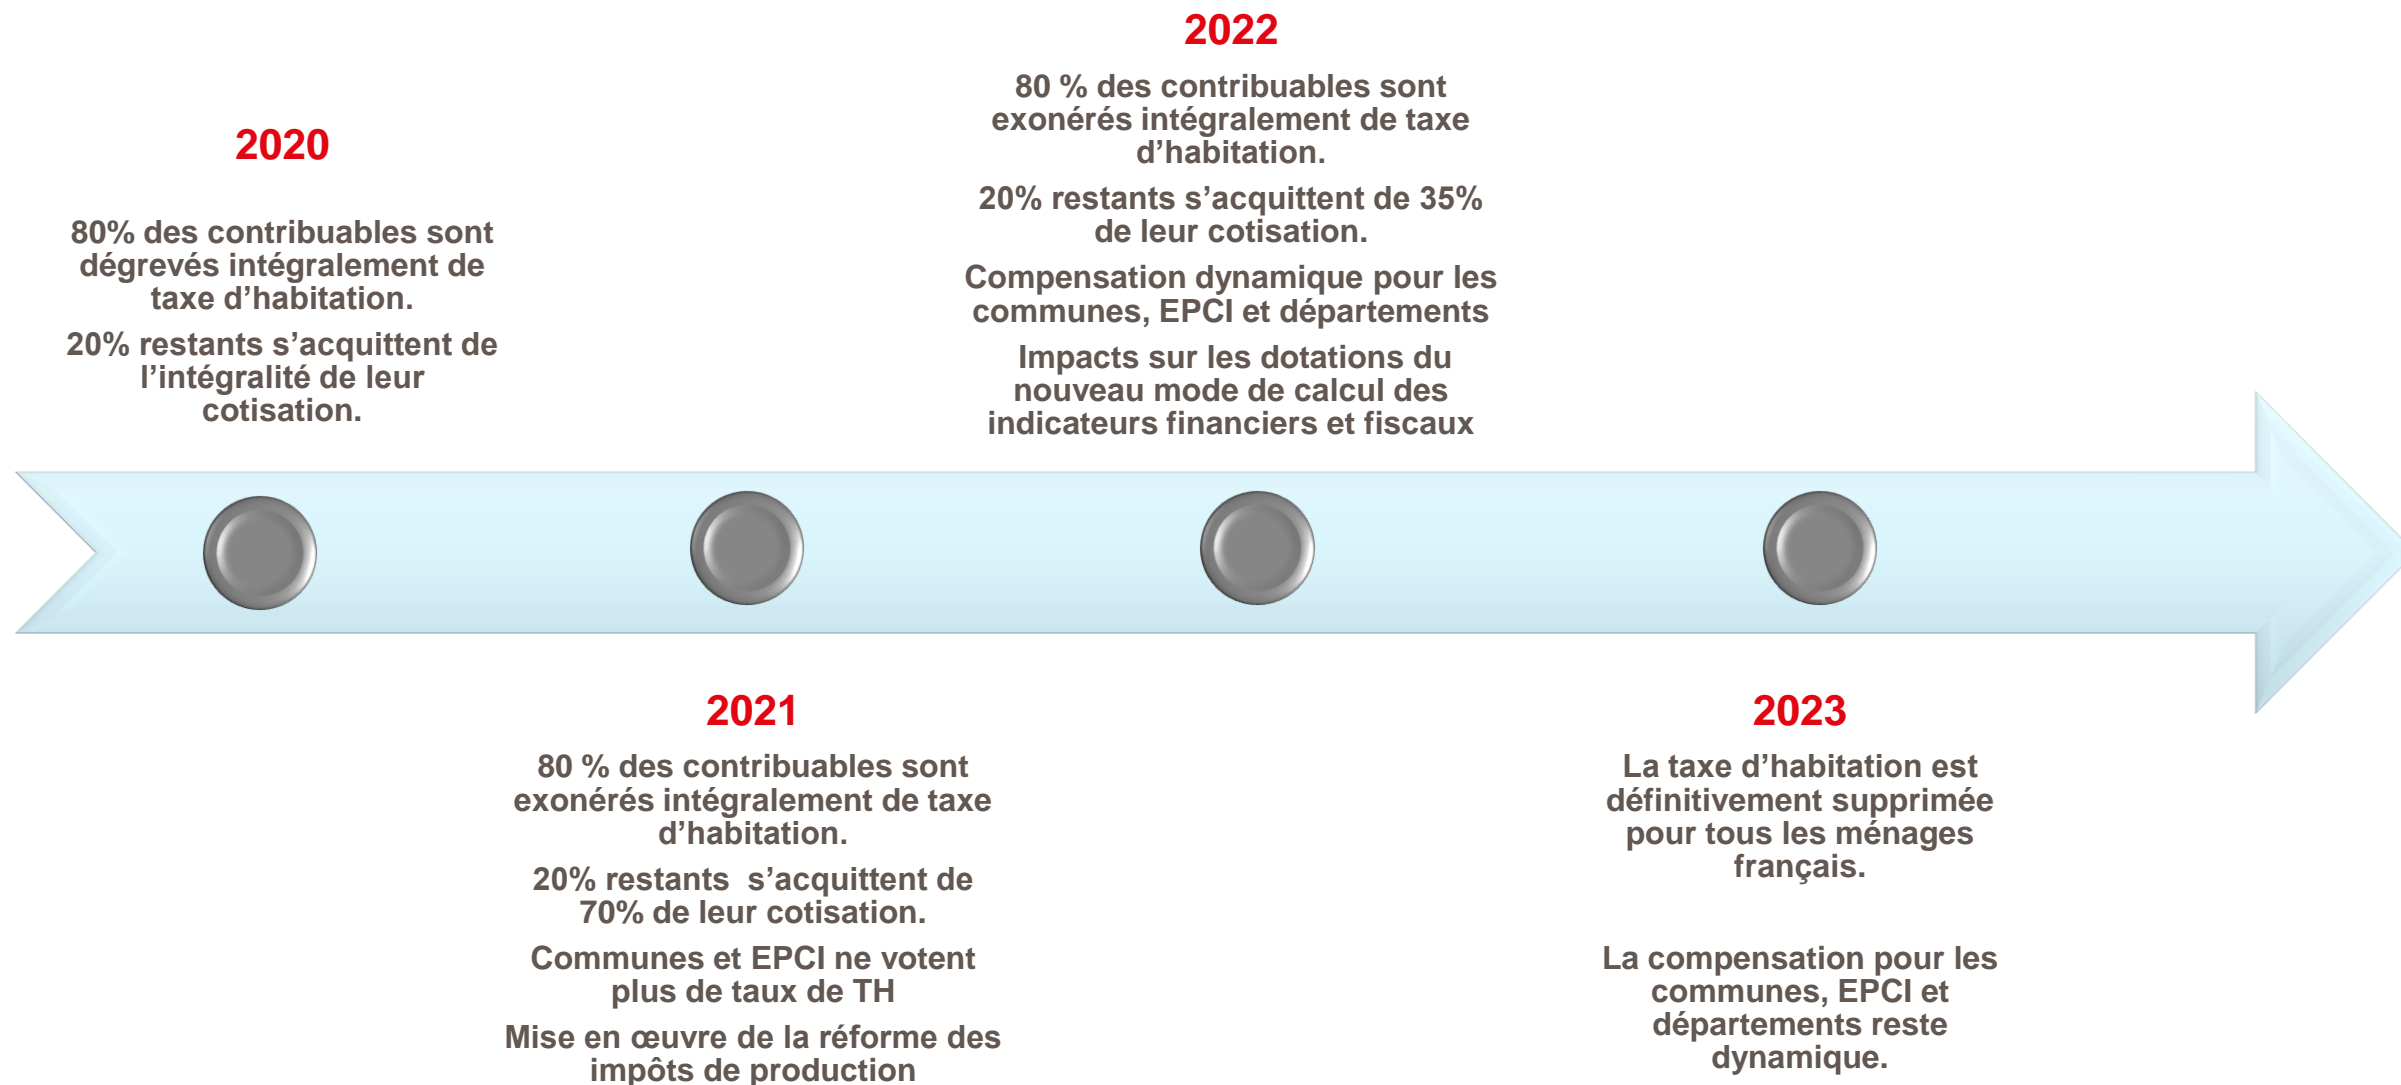 2020
80% des contribuables sont
dégrevés intégralement de
taxe d’habitation.
20% restants s’acquittent de
l’intégralité de leur
cotisation.
2021
80 % des contribuables sont
exonérés intégralement de taxe
d’habitation.
20% restants  s’acquittent de
70% de leur cotisation.
Communes et EPCI ne votent
plus de taux de TH
Mise en œuvre de la réforme des
impôts de production
2022
80 % des contribuables sont
exonérés intégralement de taxe
d’habitation.
20% restants s’acquittent de 35%
de leur cotisation.
Compensation dynamique pour les
communes, EPCI et départements
Impacts sur les dotations du
nouveau mode de calcul des
indicateurs financiers et fiscaux
2023
La taxe d’habitation est
définitivement supprimée
pour tous les ménages
français.
La compensation pour les
communes, EPCI et
départements reste
dynamique.